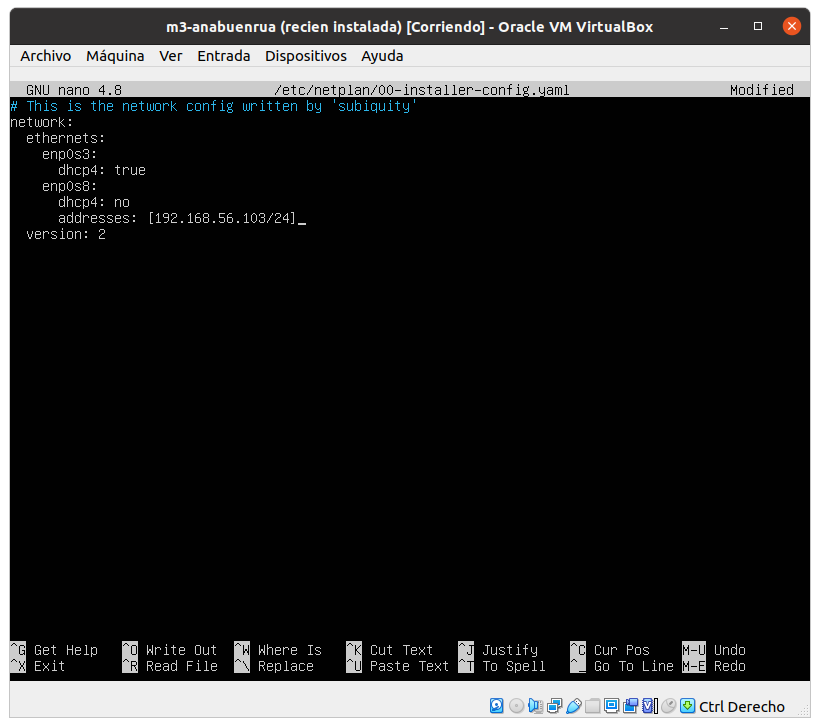 m3-anabuenrua (recien instalada) [Corriendo] - Oracle VM VirtualBox
Archivo Máquina Ver Entrada Dispositivos Ayuda
GNU nano 4.8 /etc/netplan/00-installer-config.yaml Modified
# This is the network config written by 'subiquity'
network:
  ethernets:
    enp0s3:
      dhcp4: true
    enp0s8:
      dhcp4: no
      addresses: [192.168.56.103/24]
  version: 2
^G Get Help ^O Write Out ^W Where Is ^K Cut Text ^J Justify ^C Cur Pos M-U Undo
^X Exit ^R Read File ^\ Replace ^U Paste Text ^T To Spell ^_ Go To Line M-E Redo
Ctrl Derecho